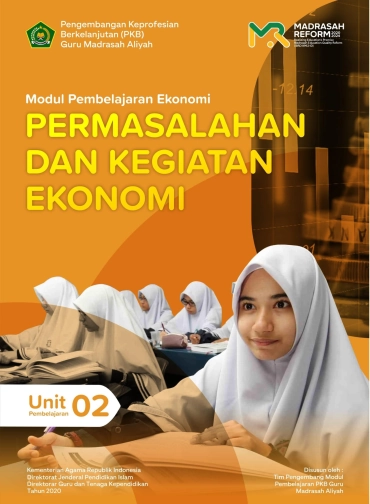 Pengembangan Keprofesian
Berkelanjutan (PKB)
Guru Madrasah Aliyah
MADRASAH
REFORM
Modul Pembelajaran Ekonomi
PERMASALAHAN
DAN KEGIATAN
EKONOMI
12.14
Unit
Pembelajaran
02
Kementerian Agama Republik Indonesia
Direktorat Jenderal Pendidikan Islam
Direktorat Guru dan Tenaga Kependidikan
Tahun 2020
Disusun oleh :
Tim Pengembang Modul
Pembelajaran PKB Guru
Madrasah Aliyah